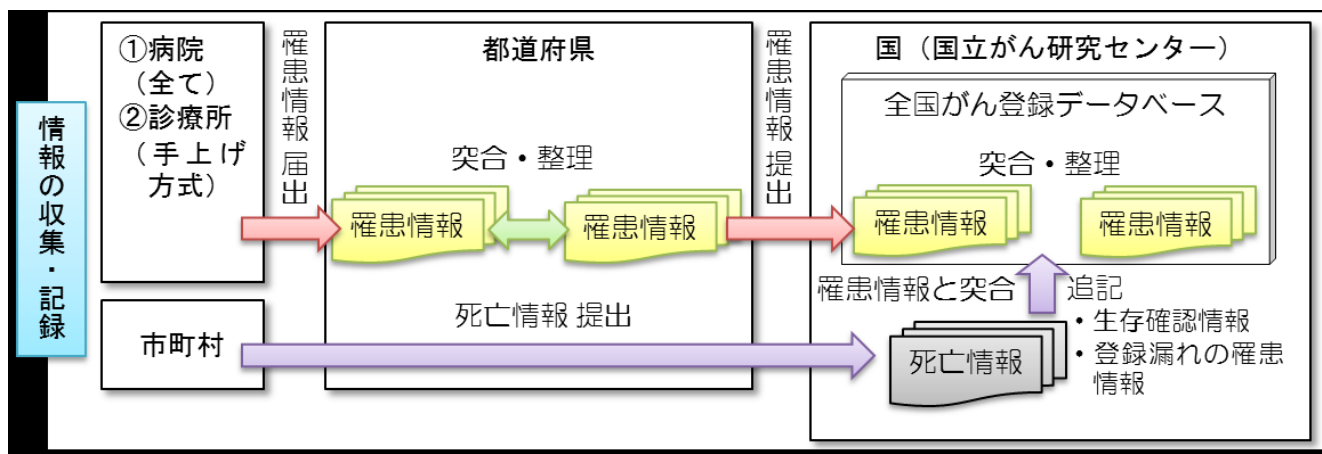 情報の収集・記録
①病院
（全て）
②診療所
（手上げ
方式）
罹患情報 届出
都道府県
突合・整理
罹患情報
罹患情報
罹患情報 提出
国（国立がん研究センター）
全国がん登録データベース
突合・整理
罹患情報
罹患情報
罹患情報と突合
追記
・生存確認情報
・登録漏れの罹患
情報
市町村
死亡情報 提出
死亡情報